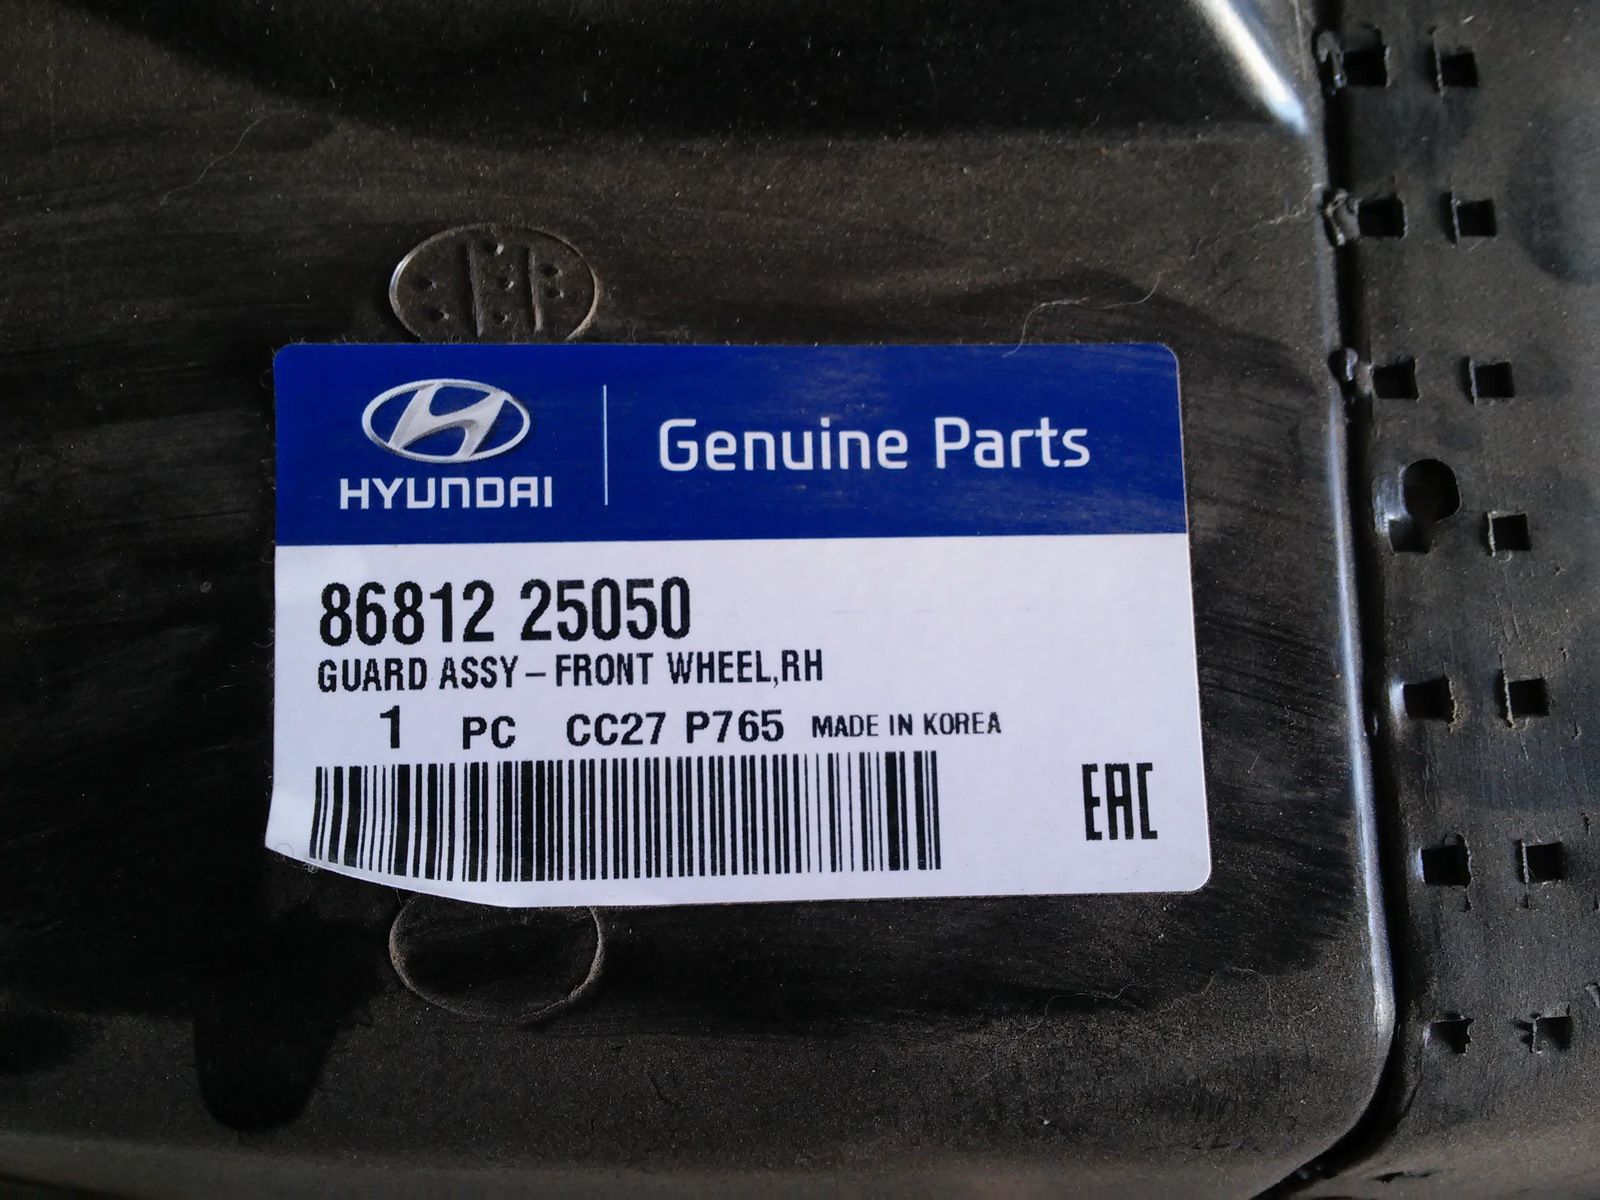 HYUNDAI
Genuine Parts
86812 25050
GUARD ASSY-FRONT WHEEL,RH
1 PC CC27 P765 MADE IN KOREA
EAC